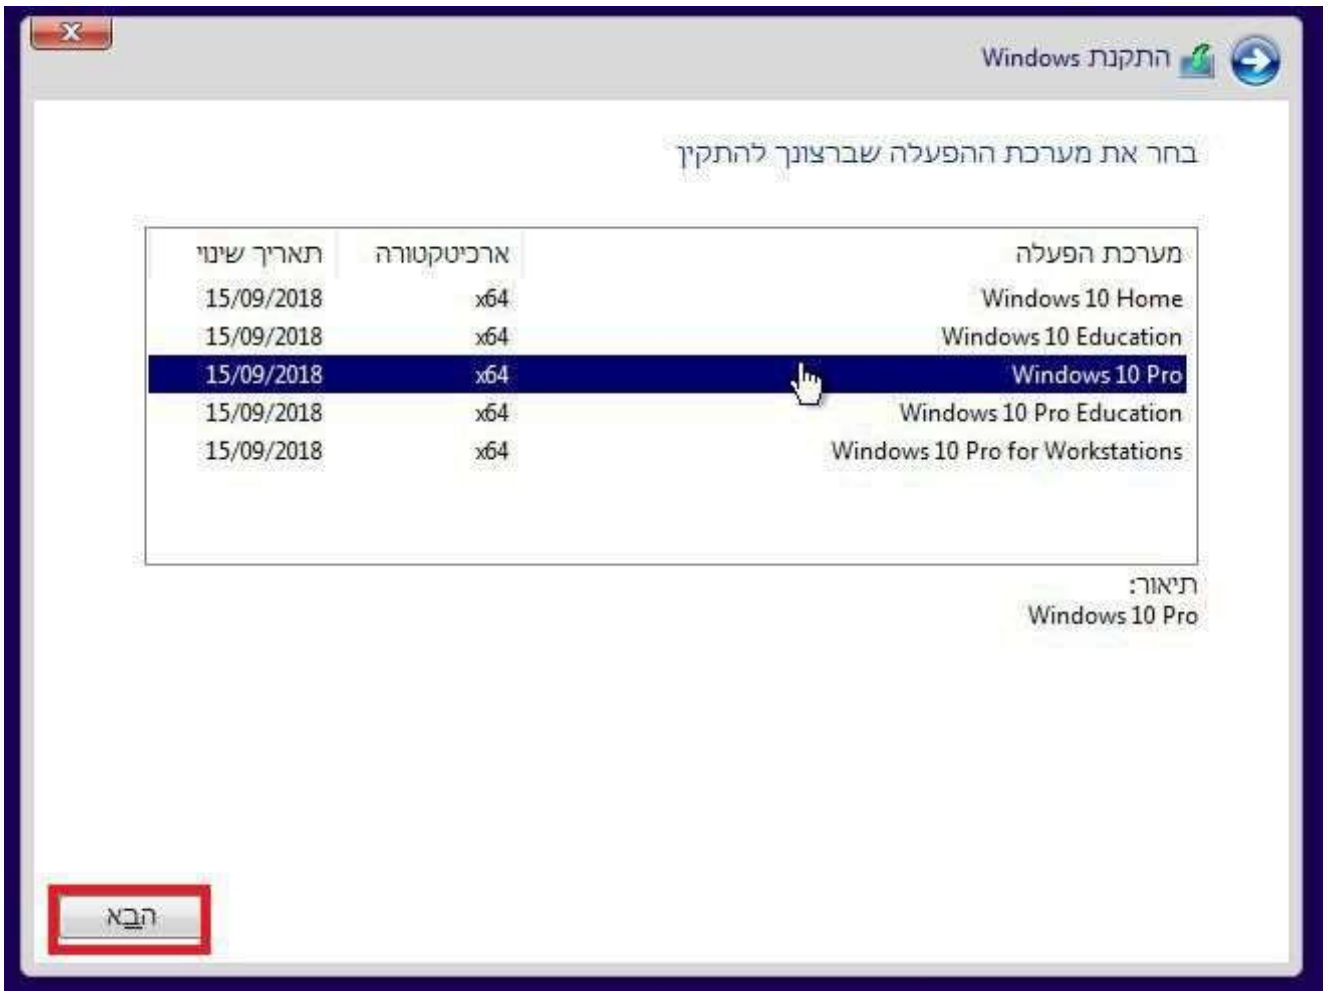 התקנת Windows
בחר את מערכת ההפעלה שברצונך להתקין
מערכת הפעלה ארכיטקטורה תאריך שינוי
Windows 10 Home x64 15/09/2018
Windows 10 Education x64 15/09/2018
Windows 10 Pro x64 15/09/2018
Windows 10 Pro Education x64 15/09/2018
Windows 10 Pro for Workstations x64 15/09/2018
תיאור:
Windows 10 Pro
הבא